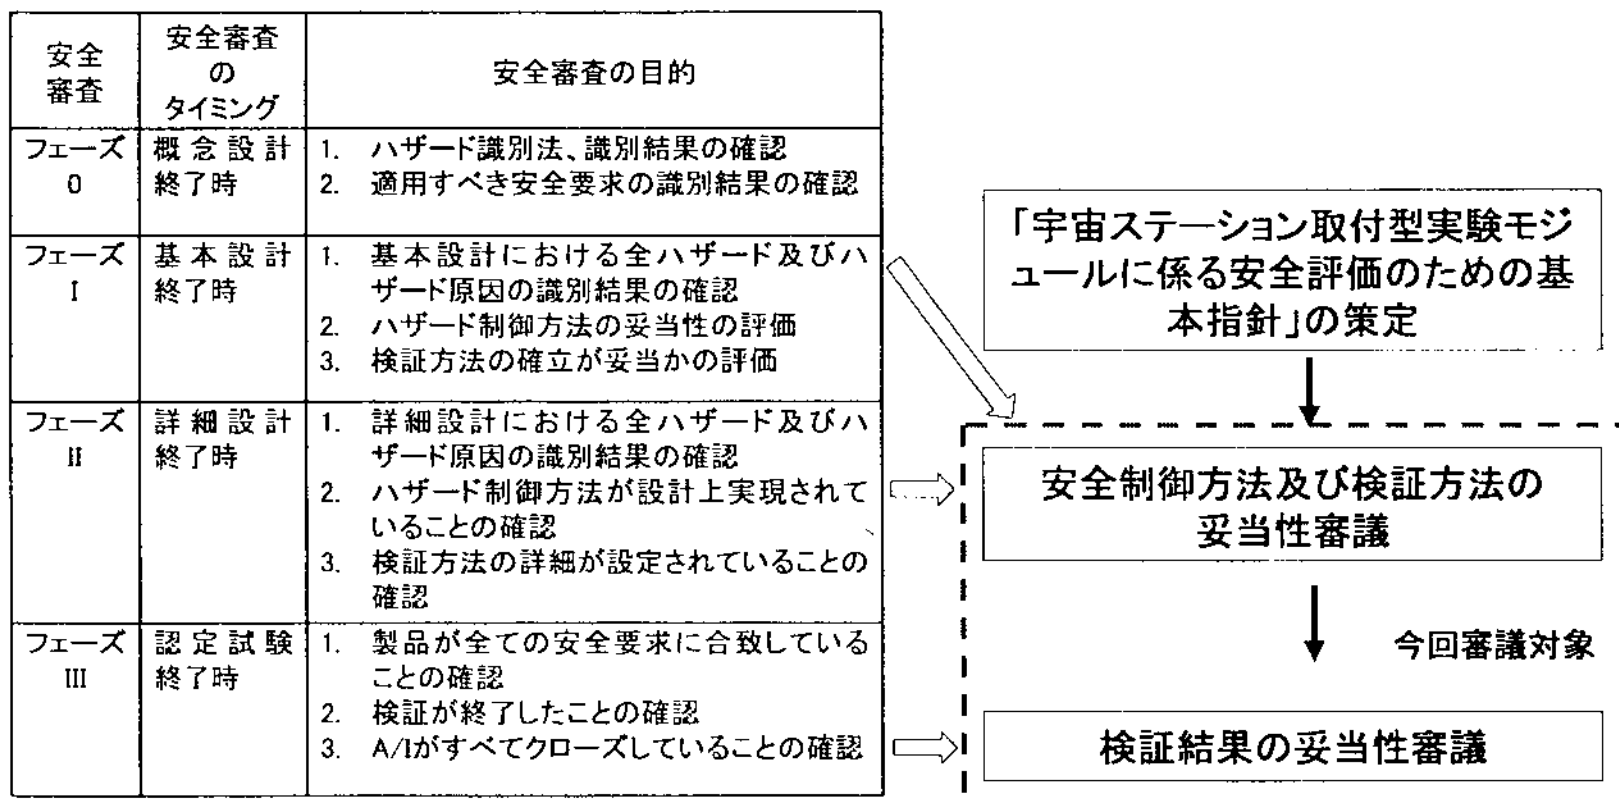 安全
審査
安全審査
の
タイミング
安全審査の目的
フェーズ
0
概念設計
終了時
1. ハザード識別法、識別結果の確認
2. 適用すべき安全要求の識別結果の確認
フェーズ
I
基本設計
終了時
1. 基本設計における全ハザード及びハ
ザード原因の識別結果の確認
2. ハザード制御方法の妥当性の評価
3. 検証方法の確立が妥当かの評価
フェーズ
II
詳細設計
終了時
1. 詳細設計における全ハザード及びハ
ザード原因の識別結果の確認
2. ハザード制御方法が設計上実現されて
いることの確認
3. 検証方法の詳細が設定されていることの
確認
フェーズ
III
認定試験
終了時
1. 製品が全ての安全要求に合致している
ことの確認
2. 検証が終了したことの確認
3. A/Iがすべてクローズしていることの確認
「宇宙ステーション取付型実験モジ
ュールに係る安全評価のための基
本指針」の策定
安全制御方法及び検証方法の
妥当性審議
今回審議対象
検証結果の妥当性審議